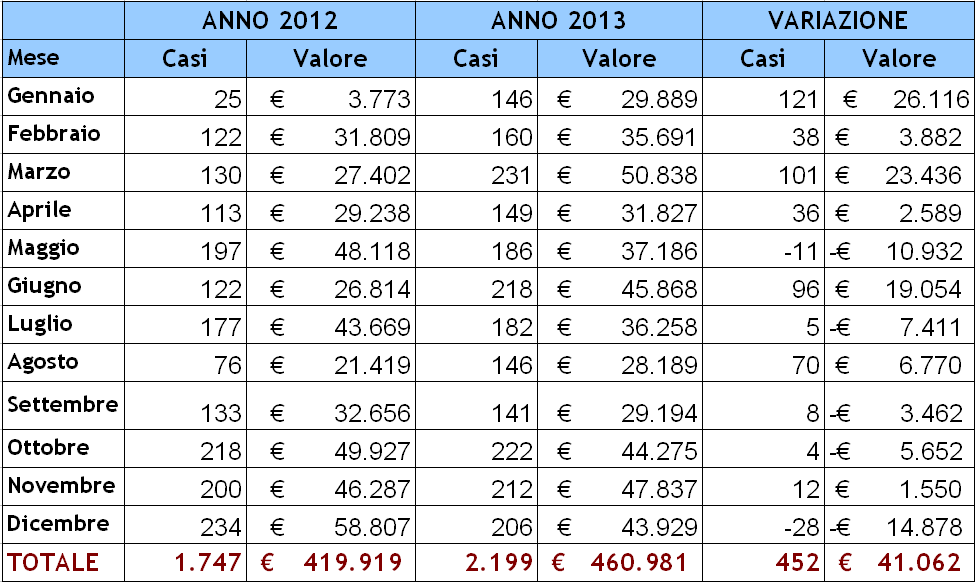 ANNO 2012 ANNO 2013 VARIAZIONE
Mese Casi Valore Casi Valore Casi Valore
Gennaio 25 € 3.773 146 € 29.889 121 € 26.116
Febbraio 122 € 31.809 160 € 35.691 38 € 3.882
Marzo 130 € 27.402 231 € 50.838 101 € 23.436
Aprile 113 € 29.238 149 € 31.827 36 € 2.589
Maggio 197 € 48.118 186 € 37.186 -11 -€ 10.932
Giugno 122 € 26.814 218 € 45.868 96 € 19.054
Luglio 177 € 43.669 182 € 36.258 5 -€ 7.411
Agosto 76 € 21.419 146 € 28.189 70 € 6.770
Settembre 133 € 32.656 141 € 29.194 8 -€ 3.462
Ottobre 218 € 49.927 222 € 44.275 4 -€ 5.652
Novembre 200 € 46.287 212 € 47.837 12 € 1.550
Dicembre 234 € 58.807 206 € 43.929 -28 -€ 14.878
TOTALE 1.747 € 419.919 2.199 € 460.981 452 € 41.062